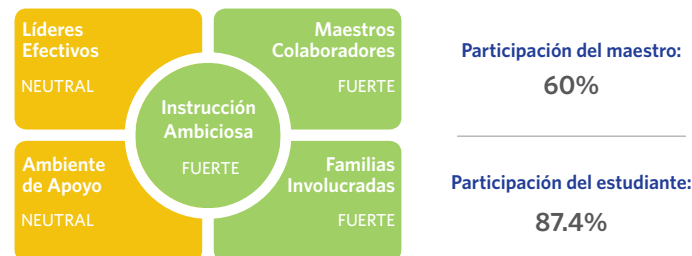 Líderes
Efectivos
NEUTRAL
Maestros
Colaboradores
FUERTE
Instrucción
Ambiciosa
FUERTE
Ambiente
de Apoyo
NEUTRAL
Familias
Involucradas
FUERTE
Participación del maestro:
60%
Participación del estudiante:
87.4%